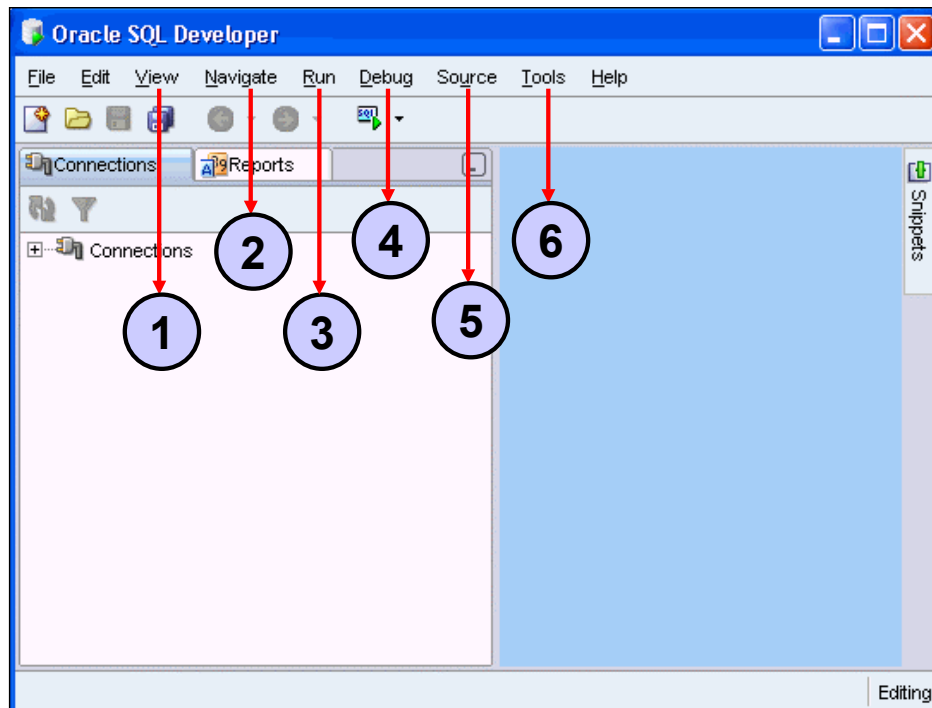 Oracle SQL Developer
File Edit View Navigate Run Debug Source Tools Help
SQL
Connections Reports
Connections
Snippets
2 4 6
1 3 5
Editing